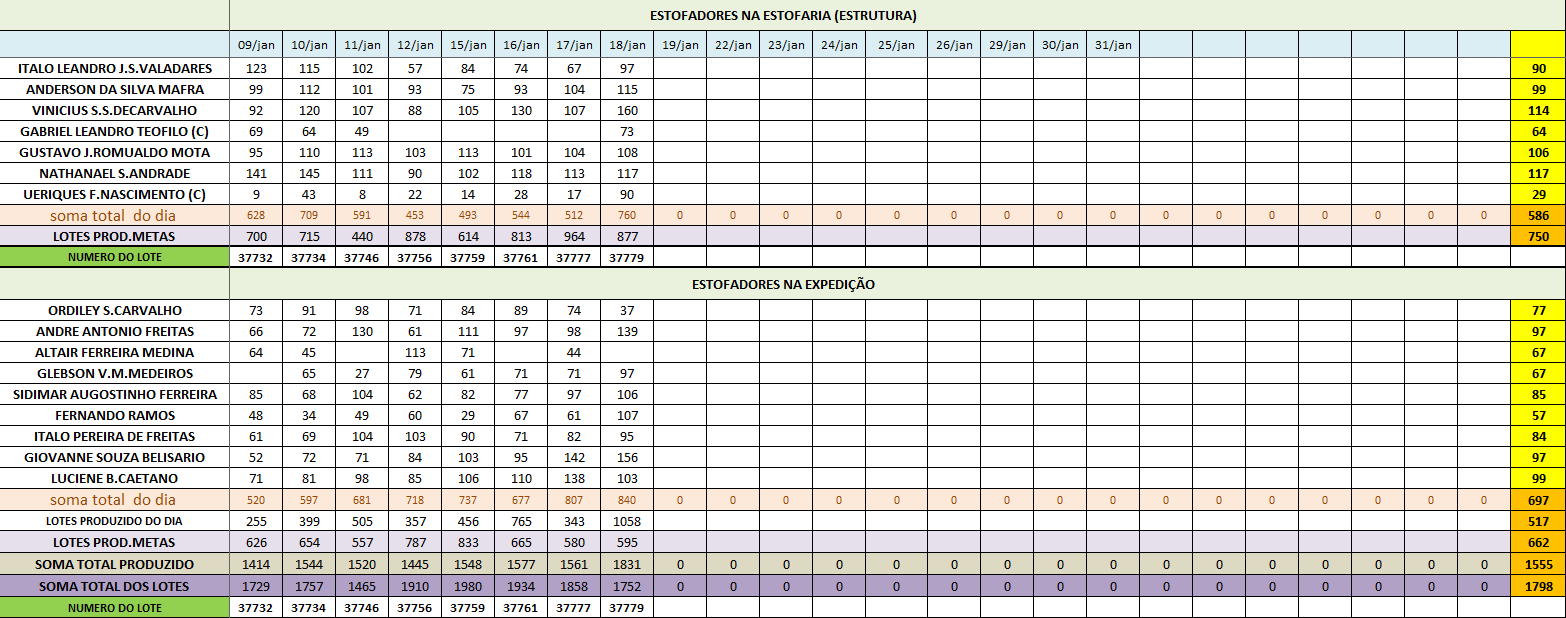 ESTOFADORES NA ESTOFARIA (ESTRUTURA)
09/jan 10/jan 11/jan 12/jan 15/jan 16/jan 17/jan 18/jan 19/jan 22/jan 23/jan 24/jan 25/jan 26/jan 29/jan 30/jan 31/jan
ITALO LEANDRO J.S.VALADARES 123 115 102 57 84 74 67 97 90
ANDERSON DA SILVA MAFRA 99 112 101 93 75 93 104 115 99
VINICIUS S.S.DECARVALHO 92 120 107 88 105 130 107 160 114
GABRIEL LEANDRO TEOFILO (C) 69 64 49 73 64
GUSTAVO J.ROMUALDO MOTA 95 110 113 103 113 101 104 108 106
NATHANAEL S.ANDRADE 141 145 111 90 102 118 113 117 117
UERIQUES F.NASCIMENTO (C) 9 43 8 22 14 28 17 90 29
soma total do dia 628 709 591 453 493 544 512 760 0 0 0 0 0 0 0 0 0 0 0 0 0 0 0 0 586
LOTES PROD.METAS 700 715 440 878 614 813 964 877 750
NUMERO DO LOTE 37732 37734 37746 37756 37759 37761 37777 37779
ESTOFADORES NA EXPEDIÇÃO
ORDILEY S.CARVALHO 73 91 98 71 84 89 74 37 77
ANDRE ANTONIO FREITAS 66 72 130 61 111 97 98 139 97
ALTAIR FERREIRA MEDINA 64 45 113 71 44 67
GLEBSON V.M.MEDEIROS 65 27 79 61 71 71 97 67
SIDIMAR AUGOSTINHO FERREIRA 85 68 104 62 82 77 97 106 85
FERNANDO RAMOS 48 34 49 60 29 67 61 107 57
ITALO PEREIRA DE FREITAS 61 69 104 103 90 71 82 95 84
GIOVANNE SOUZA BELISARIO 52 72 71 84 103 95 142 156 97
LUCIENE B.CAETANO 71 81 98 85 106 110 138 103 99
soma total do dia 520 597 681 718 737 677 807 840 0 0 0 0 0 0 0 0 0 0 0 0 0 0 0 0 697
LOTES PRODUZIDO DO DIA 255 399 505 357 456 765 343 1058 517
LOTES PROD.METAS 626 654 557 787 833 665 580 595 662
SOMA TOTAL PRODUZIDO 1414 1544 1520 1445 1548 1577 1561 1831 0 0 0 0 0 0 0 0 0 0 0 0 0 0 0 0 1555
SOMA TOTAL DOS LOTES 1729 1757 1465 1910 1980 1934 1858 1752 0 0 0 0 0 0 0 0 0 0 0 0 0 0 0 0 1798
NUMERO DO LOTE 37732 37734 37746 37756 37759 37761 37777 37779